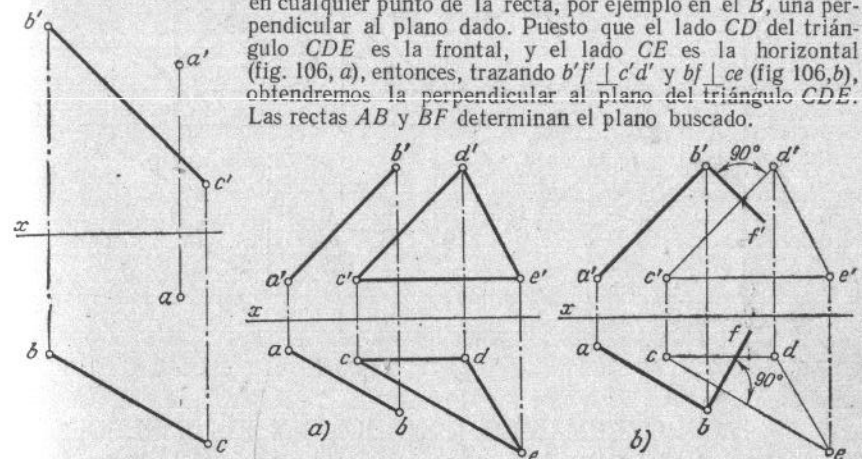 en cualquier punto de la recta, por ejemplo en el B, una per-
pendicular al plano dado. Puesto que el lado CD del trián-
gulo CDE es la frontal, y el lado CE es la horizontal
(fig. 106, a), entonces, trazando b'f' ⊥ c'd' y bf ⊥ ce (fig 106,b),
obtendremos la perpendicular al plano del triángulo CDE.
Las rectas AB y BF determinan el plano buscado.
b'
a'
c'
x
a
b
c
b' d'
a' c' e'
x
a c d
a) b e
b' 90° d'
f'
a' c' e'
x
a c f d
90°
b) b e